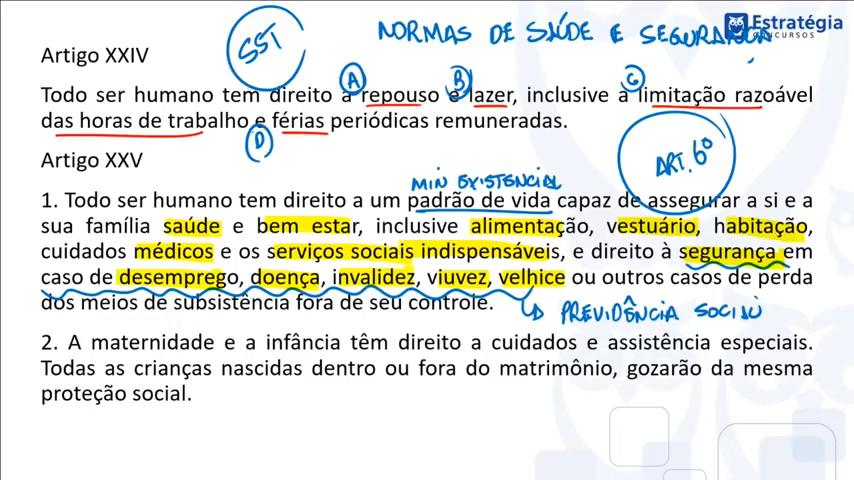 SST
NORMAS DE SAÚDE E SEGURANÇA
Estratégia
CONCURSOS
Artigo XXIV
A B C
Todo ser humano tem direito a repouso e lazer, inclusive a limitação razoável
das horas de trabalho e férias periódicas remuneradas.
D
ART. 6º
Artigo XXV
MIN EXISTENCIAL
1. Todo ser humano tem direito a um padrão de vida capaz de assegurar a si e a
sua família saúde e bem estar, inclusive alimentação, vestuário, habitação,
cuidados médicos e os serviços sociais indispensáveis, e direito à segurança em
caso de desemprego, doença, invalidez, viuvez, velhice ou outros casos de perda
dos meios de subsistência fora de seu controle.
PREVIDÊNCIA SOCIAL
2. A maternidade e a infância têm direito a cuidados e assistência especiais.
Todas as crianças nascidas dentro ou fora do matrimônio, gozarão da mesma
proteção social.